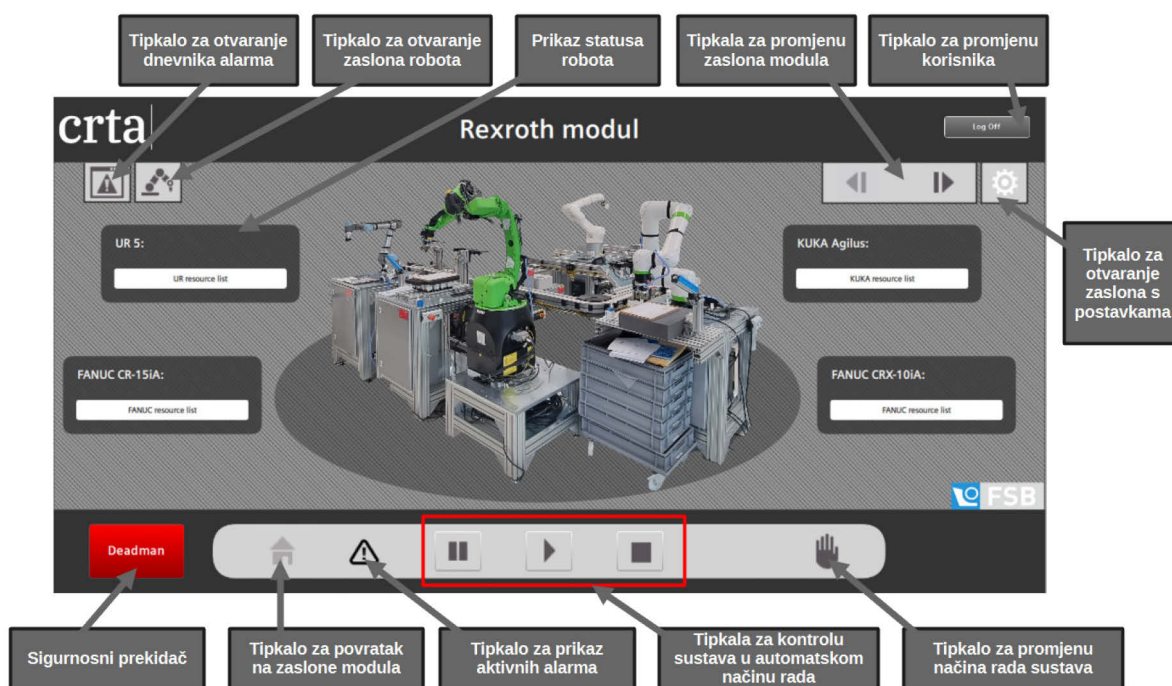 Tipkalo za otvaranje
dnevnika alarma
Tipkalo za otvaranje
zaslona robota
Prikaz statusa
robota
Tipkala za promjenu
zaslona modula
Tipkalo za promjenu
korisnika
crta
Rexroth modul
Log Off
UR 5:
UR resource list
KUKA Agilus:
KUKA resource list
Tipkalo za
otvaranje
zaslona s
postavkama
FANUC CR-15iA:
FANUC resource list
FANUC CRX-10iA:
FANUC resource list
FSB
Deadman
Sigurnosni prekidač
Tipkalo za povratak
na zaslone modula
Tipkalo za prikaz
aktivnih alarma
Tipkala za kontrolu
sustava u automatskom
načinu rada
Tipkalo za promjenu
načina rada sustava